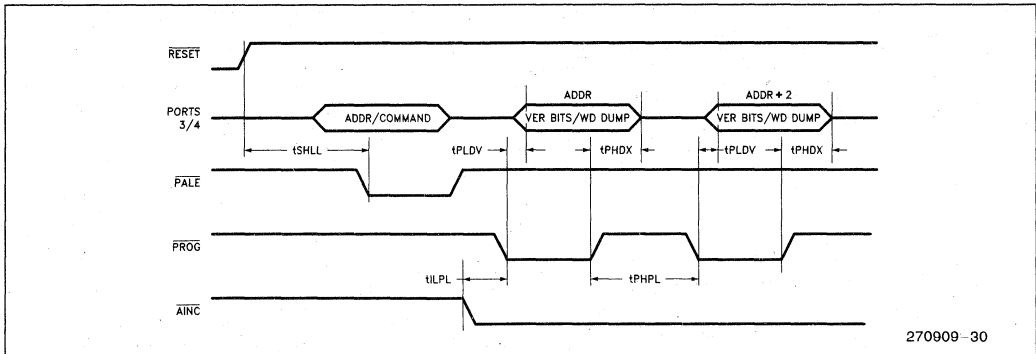 RESET
PORTS
3/4
ADDR/COMMAND
ADDR
VER BITS/WD DUMP
ADDR + 2
VER BITS/WD DUMP
tSHLL
tPLDV
tPHDX
tPLDV
tPHDX
PALE
PROG
tILPL
tPHPL
AINC
270909-30